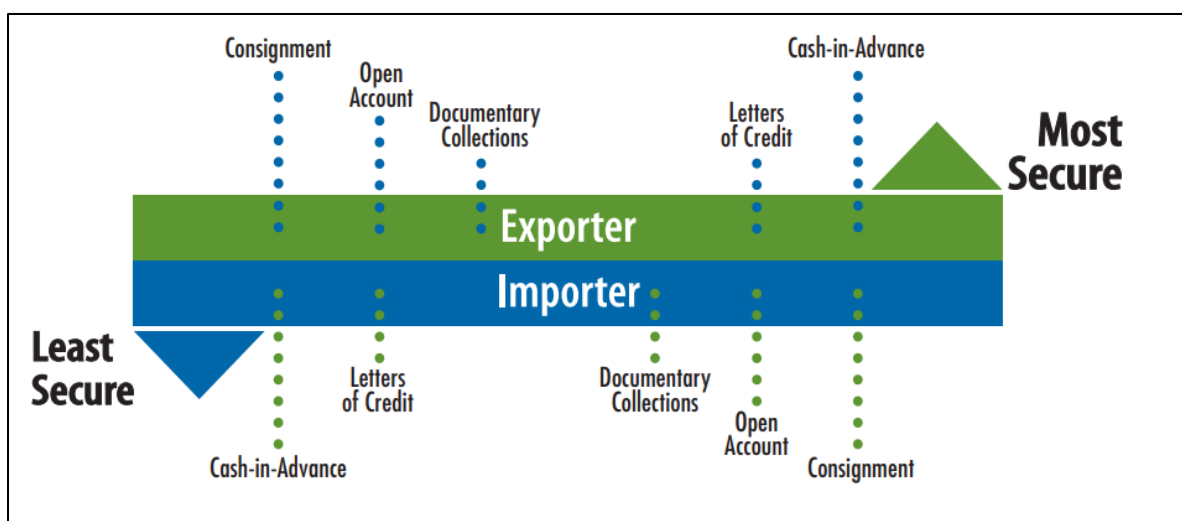 Consignment
Cash-in-Advance
Open
Account
Documentary
Collections
Letters
of Credit
Most
Secure
Exporter
Importer
Least
Secure
Letters
of Credit
Documentary
Collections
Open
Account
Cash-in-Advance
Consignment